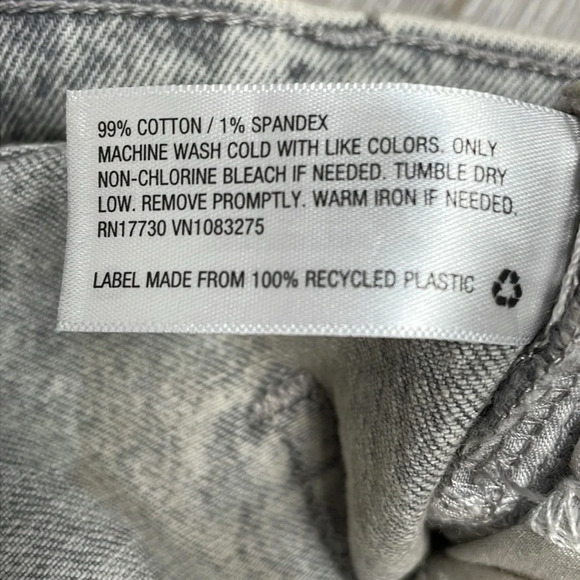 99% COTTON / 1% SPANDEX
MACHINE WASH COLD WITH LIKE COLORS. ONLY
NON-CHLORINE BLEACH IF NEEDED. TUMBLE DRY
LOW. REMOVE PROMPTLY. WARM IRON IF NEEDED.
RN17730 VN1083275
LABEL MADE FROM 100% RECYCLED PLASTIC